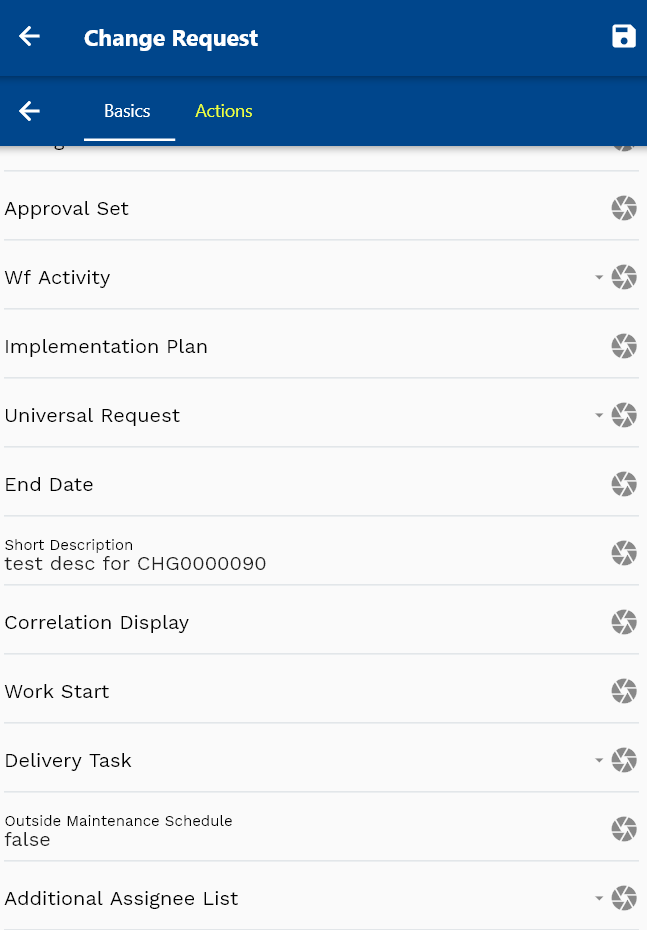 Change Request
Basics
Actions
Approval Set
Wf Activity
Implementation Plan
Universal Request
End Date
Short Description
test desc for CHG0000090
Correlation Display
Work Start
Delivery Task
Outside Maintenance Schedule
false
Additional Assignee List